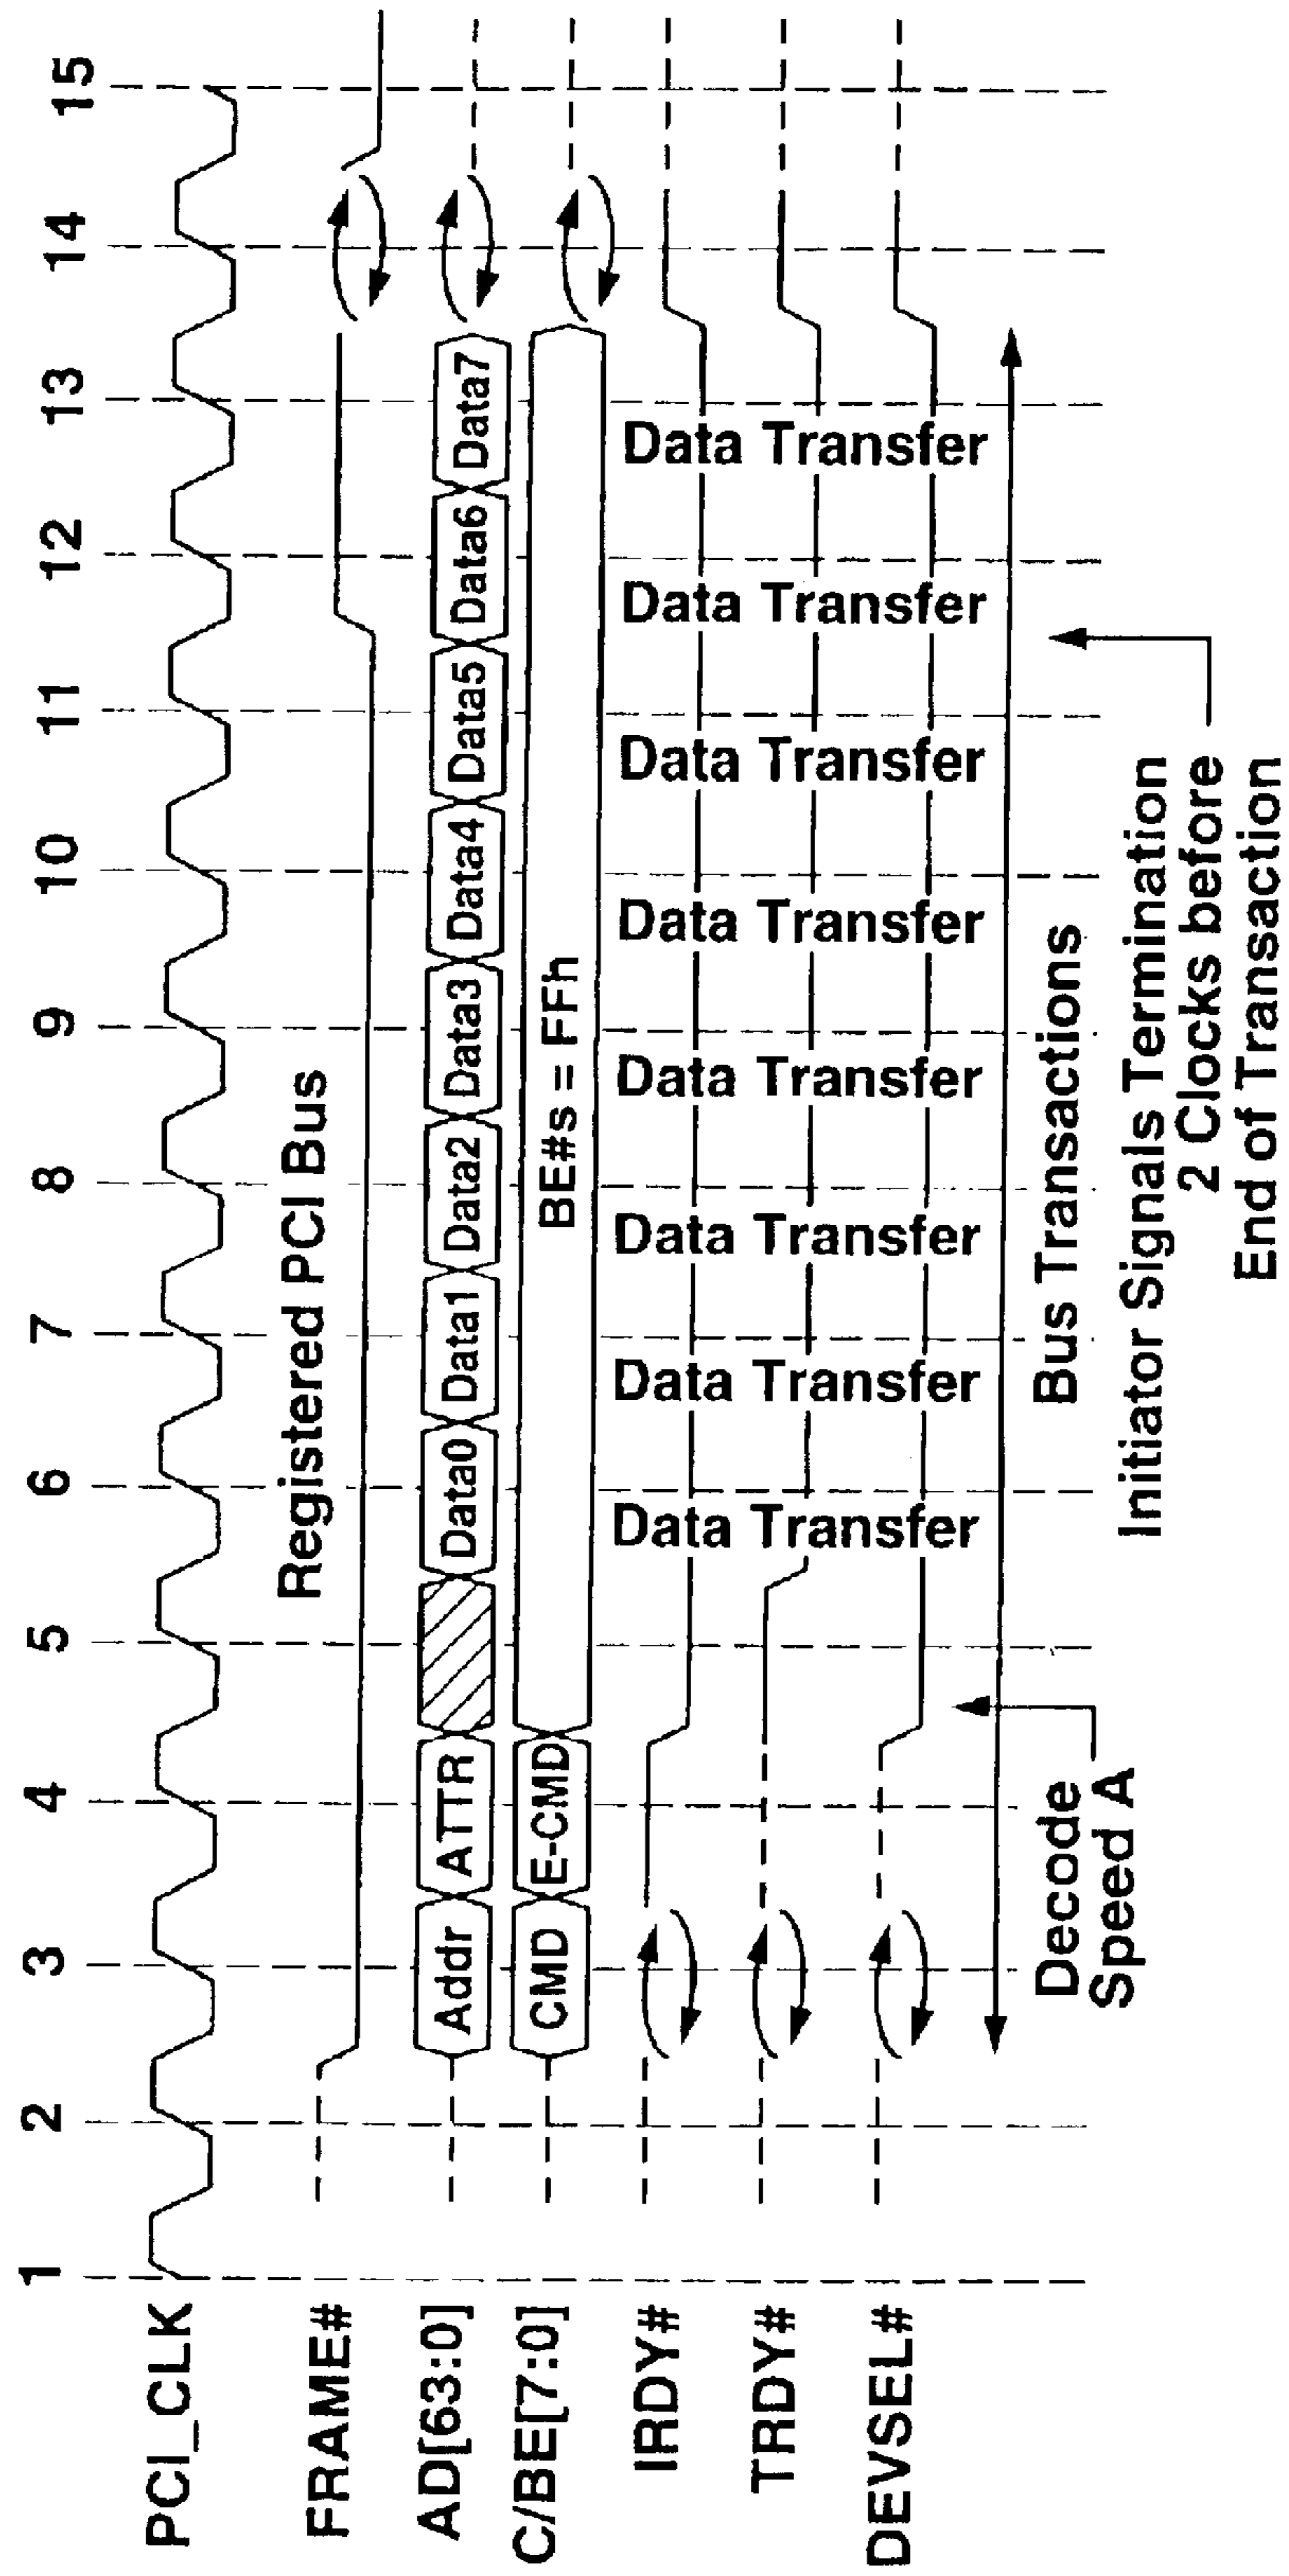 1 2 3 4 5 6 7 8 9 10 11 12 13 14 15
PCI_CLK
Registered PCI Bus
FRAME#
AD[63:0] Addr ATTR Data0 Data1 Data2 Data3 Data4 Data5 Data6 Data7
C/BE[7:0] CMD E-CMD BE#s = FFh
IRDY#
TRDY#
DEVSEL#
Data Transfer
Data Transfer
Data Transfer
Data Transfer
Data Transfer
Data Transfer
Data Transfer
Data Transfer
Bus Transactions
Decode
Speed A
Initiator Signals Termination
2 Clocks before
End of Transaction